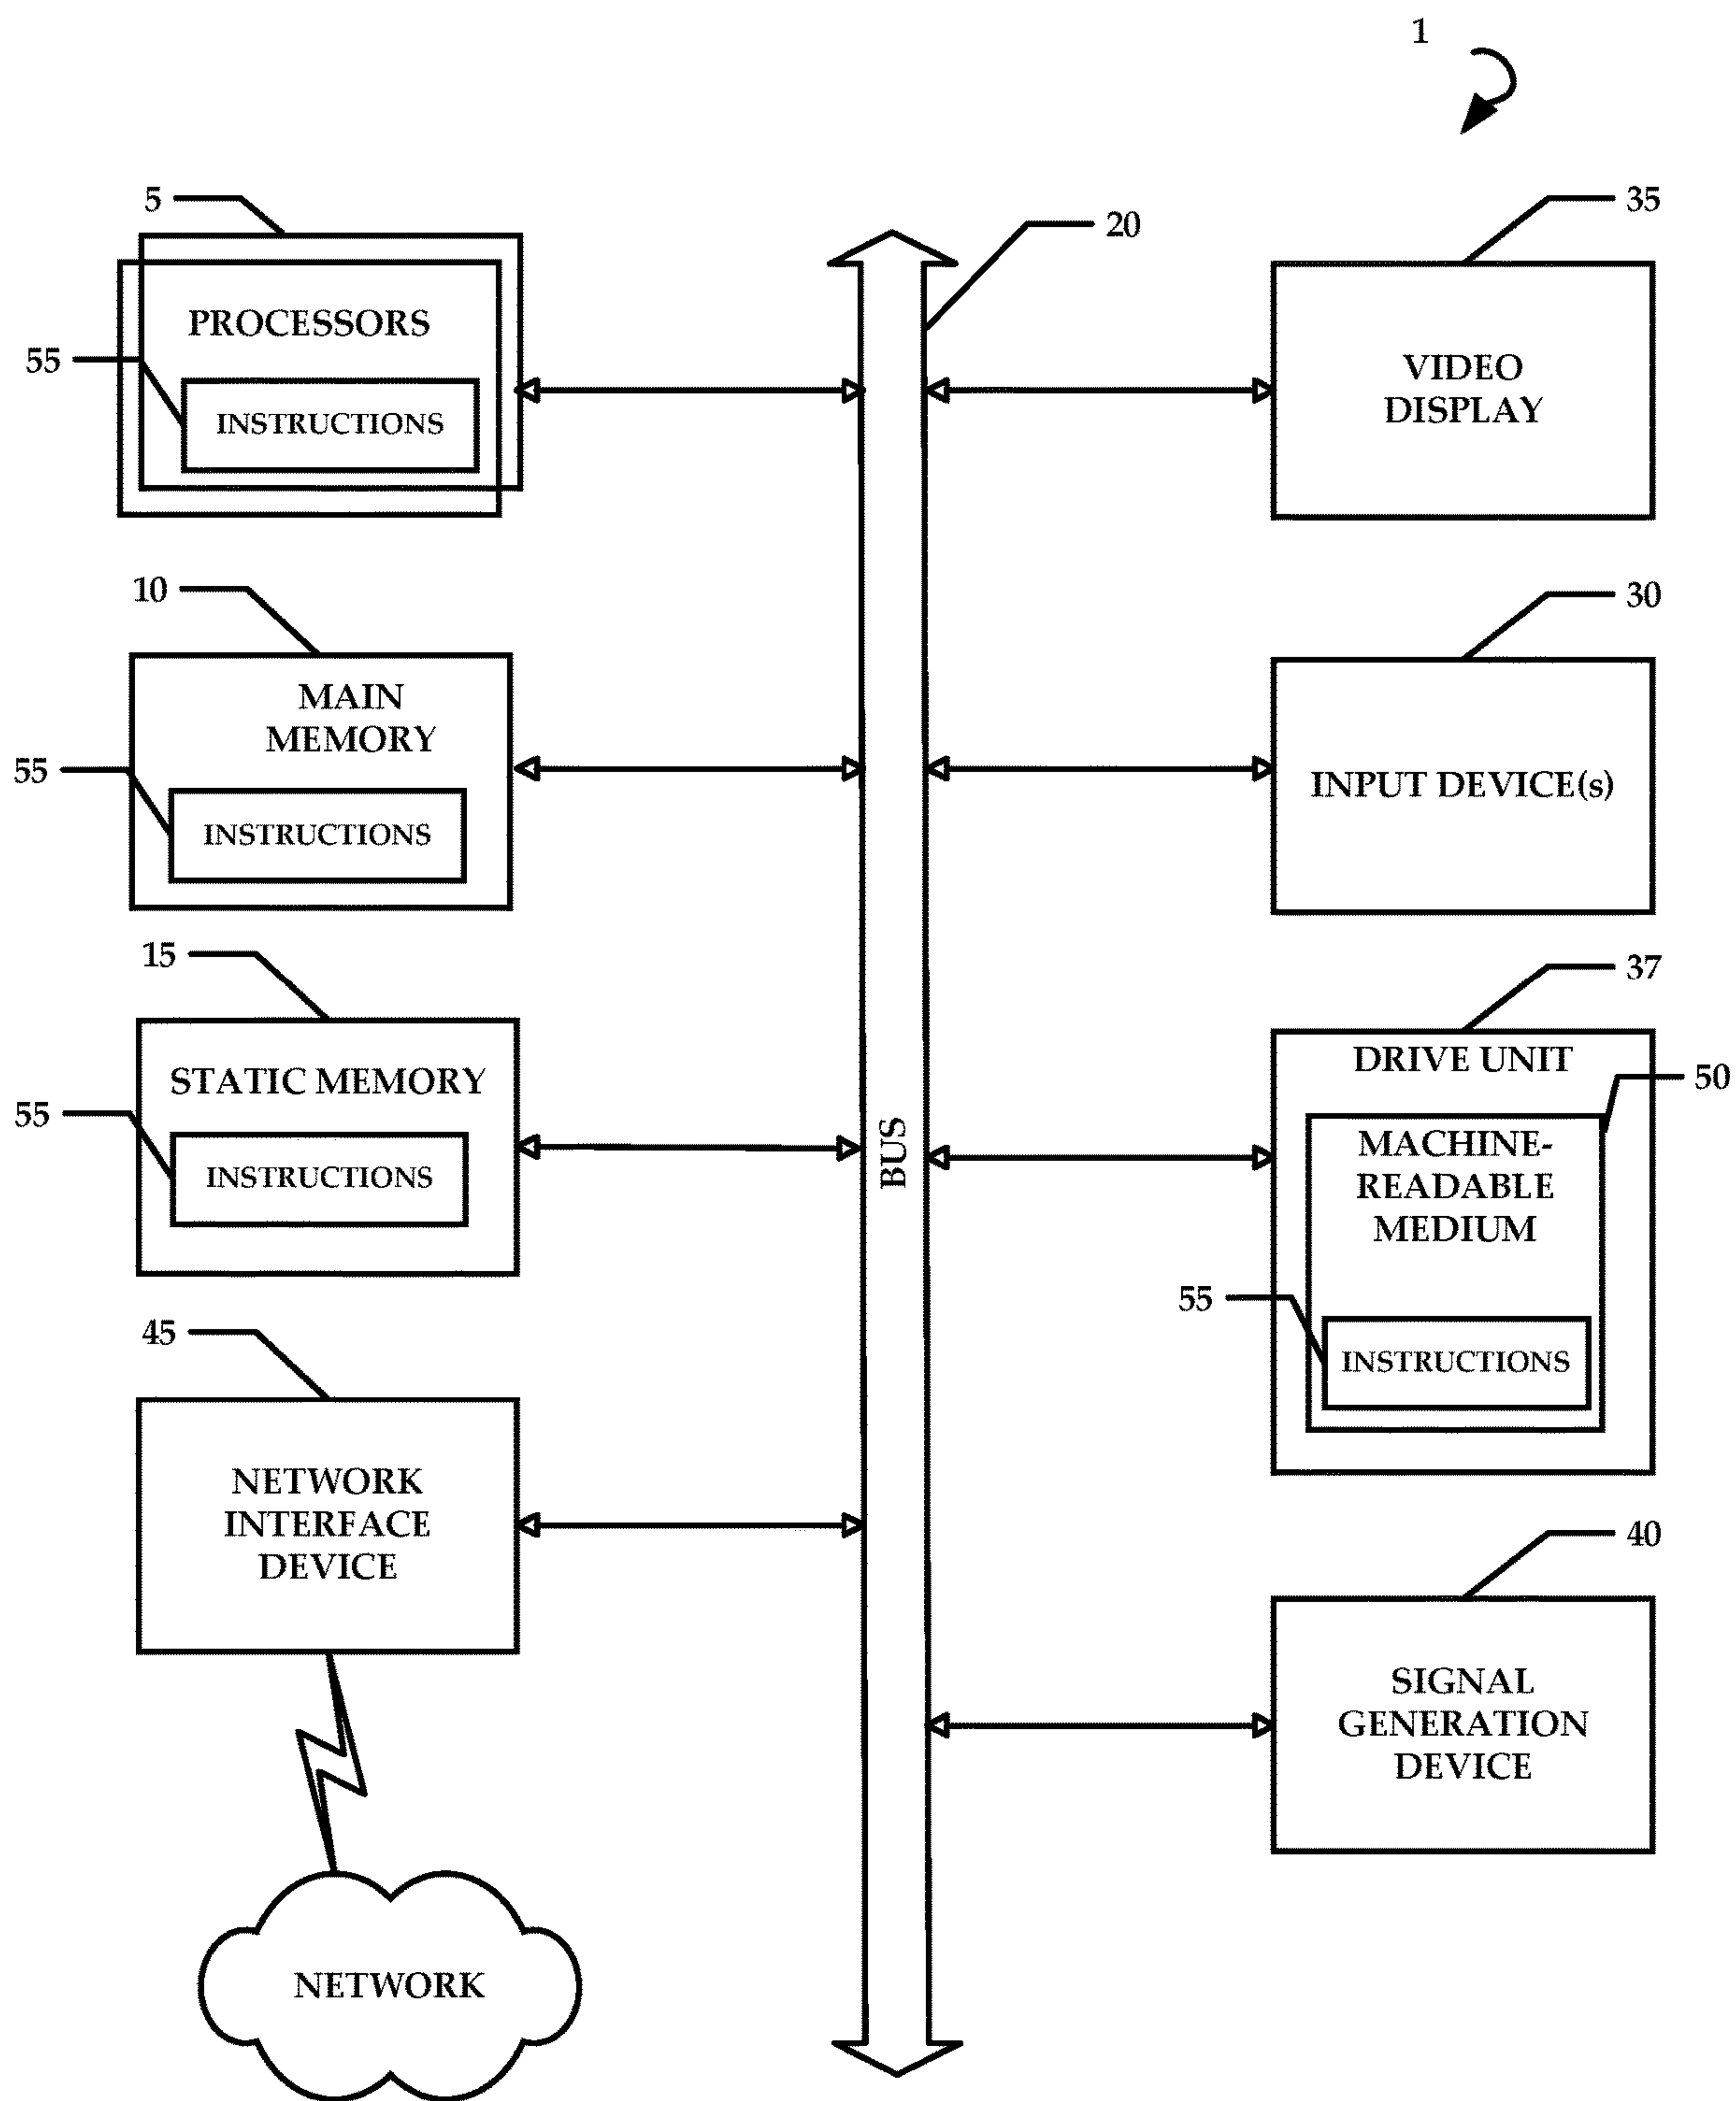 1
5
PROCESSORS
55
INSTRUCTIONS
10
MAIN
MEMORY
55
INSTRUCTIONS
15
STATIC MEMORY
55
INSTRUCTIONS
45
NETWORK
INTERFACE
DEVICE
NETWORK
20
BUS
35
VIDEO
DISPLAY
30
INPUT DEVICE(s)
37
DRIVE UNIT
50
MACHINE-
READABLE
MEDIUM
55
INSTRUCTIONS
40
SIGNAL
GENERATION
DEVICE